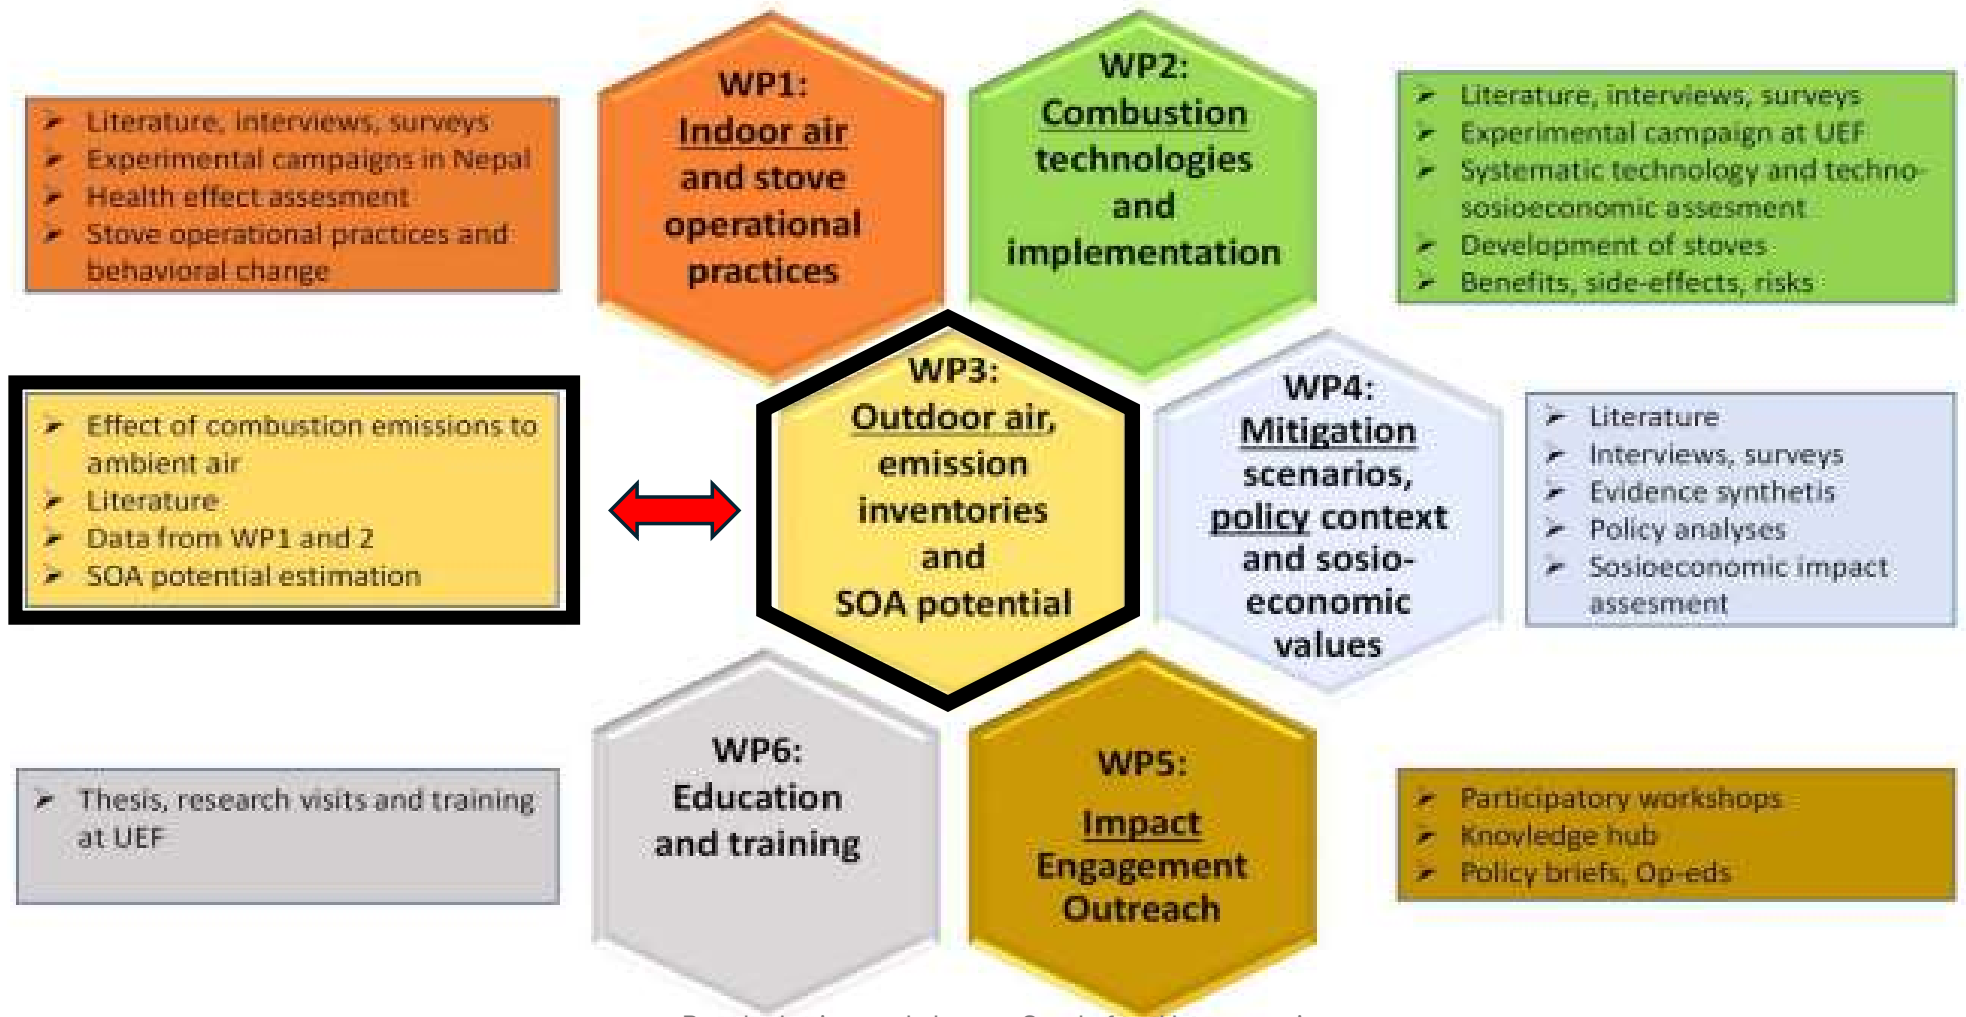 WP1:
Indoor air
and stove
operational
practices
WP2:
Combustion
technologies
and
implementation
➤ Literature, interviews, surveys
➤ Experimental campaigns in Nepal
➤ Health effect assesment
➤ Stove operational practices and
behavioral change
➤ Literature, interviews, surveys
➤ Experimental campaign at UEF
➤ Systematic technology and techno-
sosioeconomic assesment
➤ Development of stoves
➤ Benefits, side-effects, risks
➤ Effect of combustion emissions to
ambient air
➤ Literature
➤ Data from WP1 and 2
➤ SOA potential estimation
WP3:
Outdoor air,
emission
inventories
and
SOA potential
WP4:
Mitigation
scenarios,
policy context
and sosio-
economic
values
➤ Literature
➤ Interviews, surveys
➤ Evidence synthetis
➤ Policy analyses
➤ Sosioeconomic impact
assesment
➤ Thesis, research visits and training
at UEF
WP6:
Education
and training
WP5:
Impact
Engagement
Outreach
➤ Participatory workshops
➤ Knovledge hub
➤ Policy briefs, Op-eds